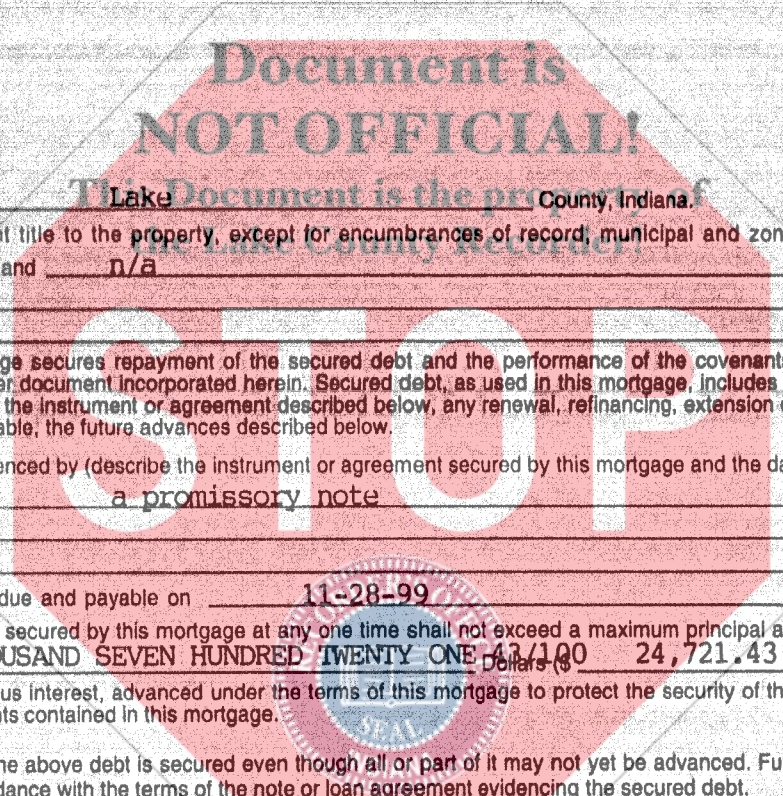 Document is
NOT OFFICIAL!
This Document is the property of
the Lake County Recorder!
Lake County, Indiana.
title to the property, except for encumbrances of record, municipal and zon
and n/a
STOP
ge secures repayment of the secured debt and the performance of the covenant
er document incorporated herein. Secured debt, as used in this mortgage, includes
the instrument or agreement described below, any renewal, refinancing, extension
able, the future advances described below.
enced by (describe the instrument or agreement secured by this mortgage and the da
a promissory note
due and payable on 11-28-99
secured by this mortgage at any one time shall not exceed a maximum principal a
OUSAND SEVEN HUNDRED TWENTY ONE 43/100 Dollars ($ 24,721.43
us interest, advanced under the terms of this mortgage to protect the security of th
nts contained in this mortgage.
SEAL
INDIANA
he above debt is secured even though all or part of it may not yet be advanced. Fu
dance with the terms of the note or loan agreement evidencing the secured debt.